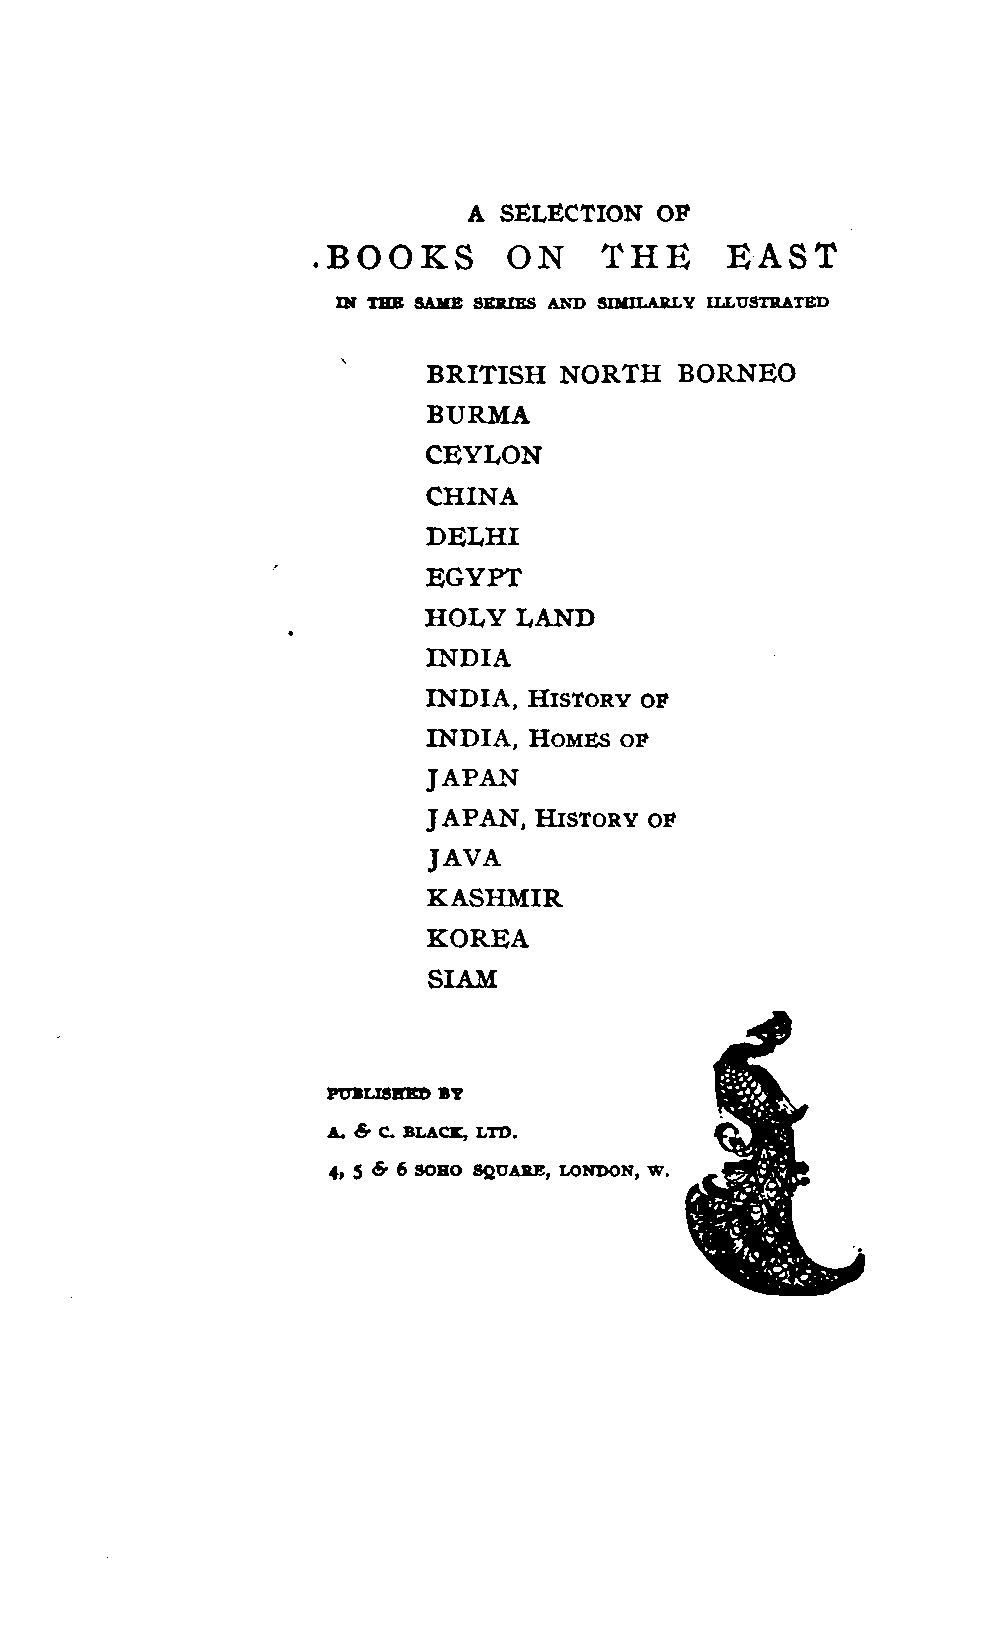 A SELECTION OF
BOOKS ON THE EAST
IN THE SAME SERIES AND SIMILARLY ILLUSTRATED
BRITISH NORTH BORNEO
BURMA
CEYLON
CHINA
DELHI
EGYPT
HOLY LAND
INDIA
INDIA, HISTORY OF
INDIA, HOMES OF
JAPAN
JAPAN, HISTORY OF
JAVA
KASHMIR
KOREA
SIAM
PUBLISHED BY
A. & C. BLACK, LTD.
4, 5 & 6 SOHO SQUARE, LONDON, W.